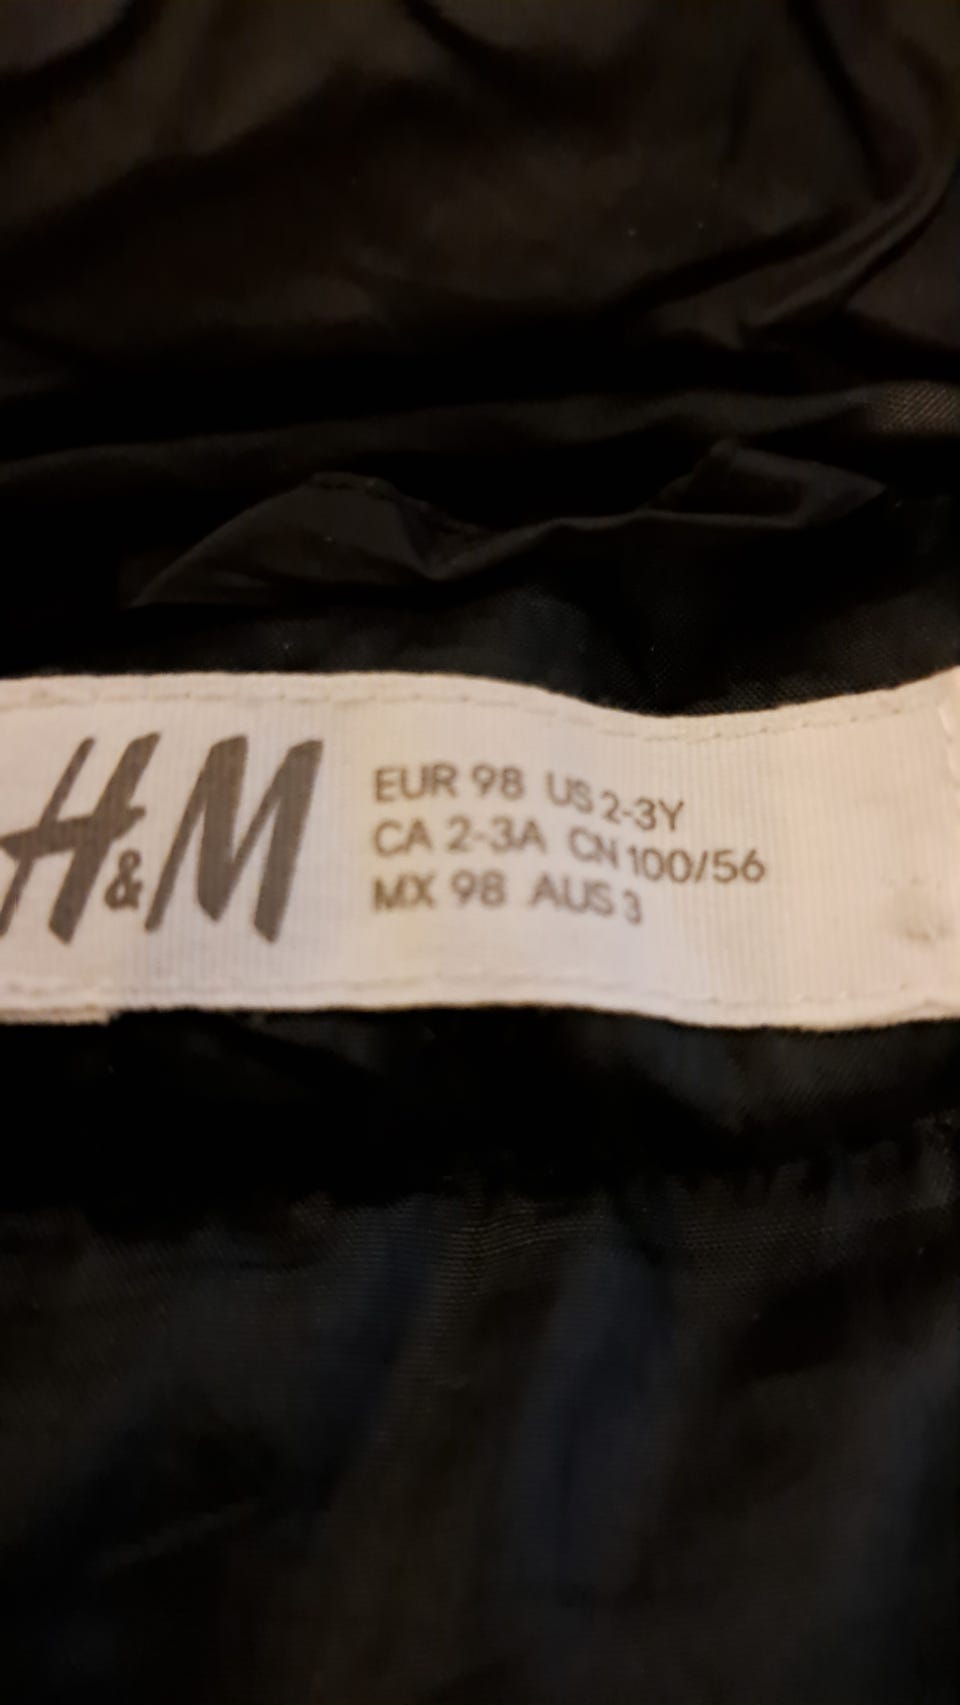 H&M
EUR 98 US 2-3Y
CA 2-3A CN 100/56
MX 98 AUS 3